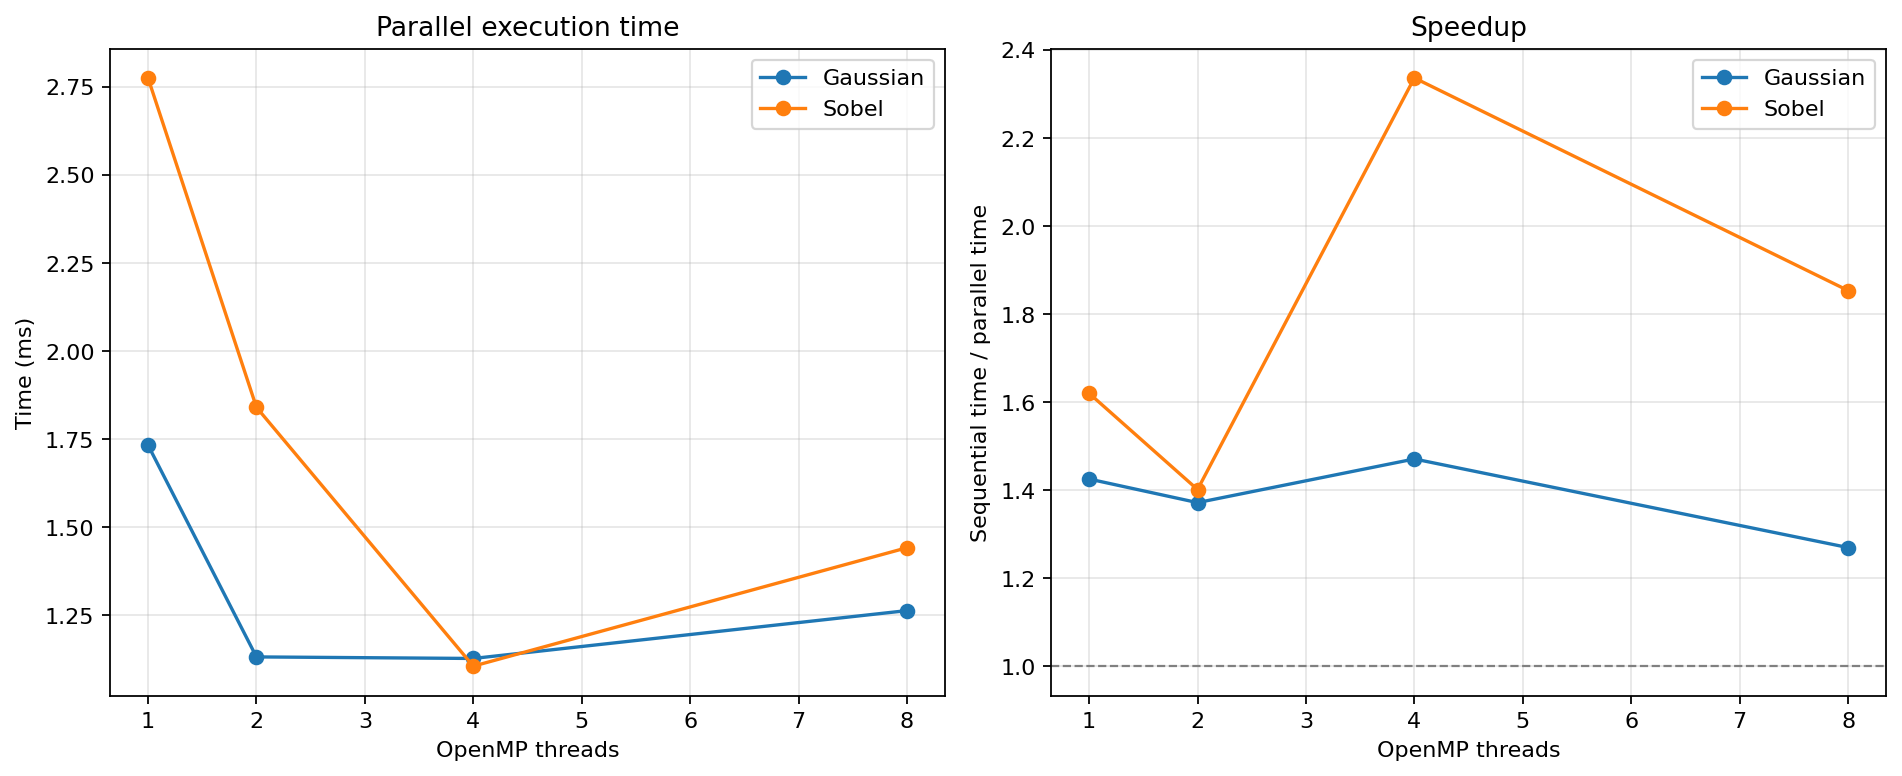 Parallel execution time
Time (ms)
2.75
2.50
2.25
2.00
1.75
1.50
1.25
Gaussian
Sobel
1 2 3 4 5 6 7 8
OpenMP threads
Speedup
Sequential time / parallel time
2.4
2.2
2.0
1.8
1.6
1.4
1.2
1.0
Gaussian
Sobel
1 2 3 4 5 6 7 8
OpenMP threads